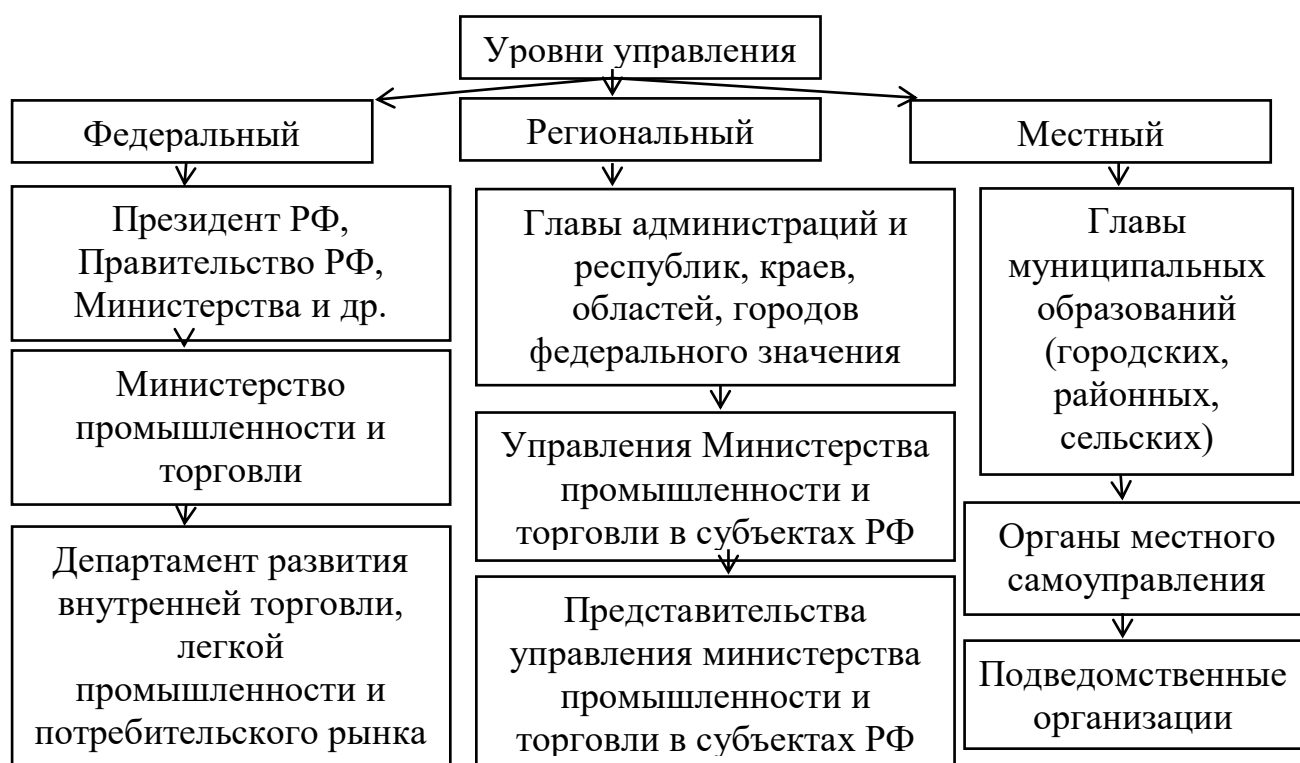 Уровни управления
Федеральный
Региональный
Местный
Президент РФ,
Правительство РФ,
Министерства и др.
Министерство
промышленности и
торговли
Департамент развития
внутренней торговли,
легкой
промышленности и
потребительского рынка
Главы администраций и
республик, краев,
областей, городов
федерального значения
Управления Министерства
промышленности и
торговли в субъектах РФ
Представительства
управления министерства
промышленности и
торговли в субъектах РФ
Главы
муниципальных
образований
(городских,
районных,
сельских)
Органы местного
самоуправления
Подведомственные
организации